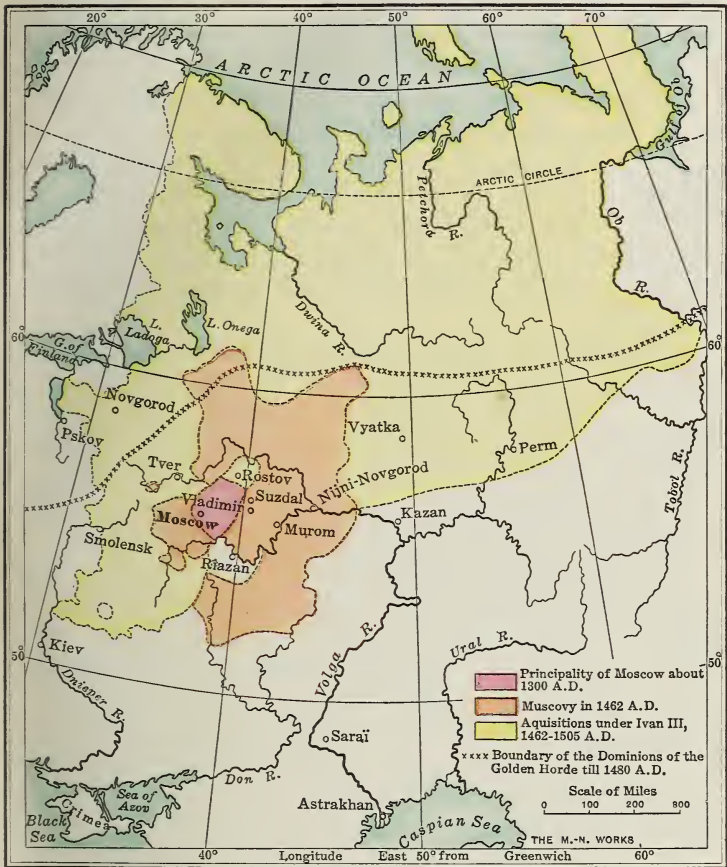 30°
40°
50°
60°
70°
ARCTIC OCEAN
Gulf of Ob
ARCTIC CIRCLE
Petchora
R.
Ob
R.
Dwina R.
L.
Ladoga
L. Onega
60°
60°
G. of
Finland
Novgorod
Pskov
Vyatka
Perm
Tver
Rostov
Suzdal
Nijni-Novgorod
Vladimir
Moscow
Murom
Kazan
Tobol R.
Smolensk
Riazan
Kiev
50°
50°
Dnieper R.
Volga R.
Ural R.
Saraï
Don R.
Sea of
Azov
Crimea
Black
Sea
Astrakhan
Caspian Sea
Principality of Moscow about
1300 A.D.
Muscovy in 1462 A.D.
Aquisitions under Ivan III,
1462-1505 A.D.
xxxx Boundary of the Dominions of the
Golden Horde till 1480 A.D.
Scale of Miles
0 100 200 300
THE M.-N. WORKS
40° Longitude East 50° from Greenwich 60°